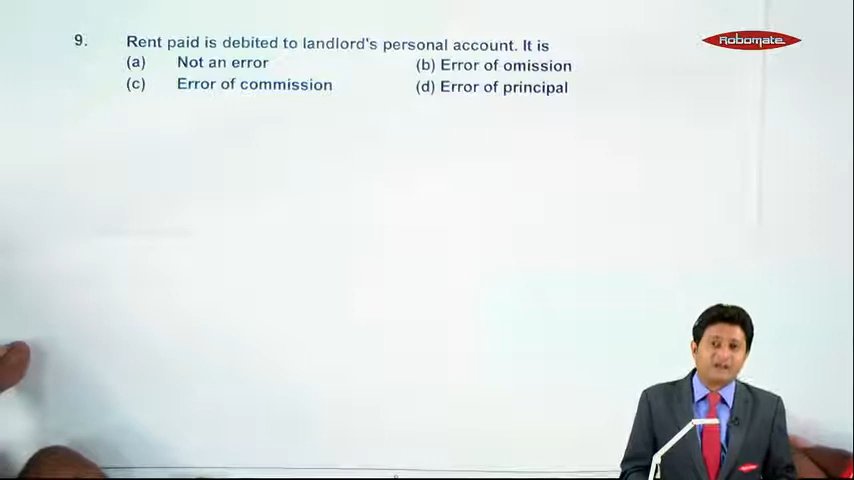 9. Rent paid is debited to landlord's personal account. It is
(a) Not an error (b) Error of omission
(c) Error of commission (d) Error of principal
Robomate